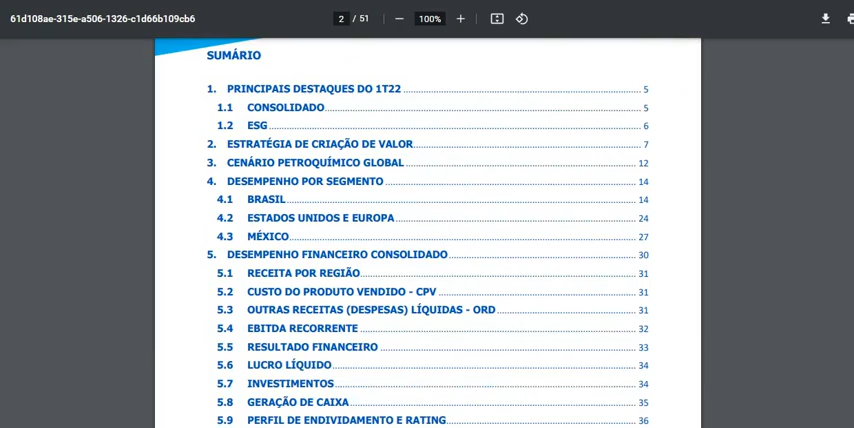 61d108ae-315e-a506-1326-c1d66b109cb6 2 / 51 100%
SUMÁRIO
1. PRINCIPAIS DESTAQUES DO 1T22 5
1.1 CONSOLIDADO 5
1.2 ESG 6
2. ESTRATÉGIA DE CRIAÇÃO DE VALOR 7
3. CENÁRIO PETROQUÍMICO GLOBAL 12
4. DESEMPENHO POR SEGMENTO 14
4.1 BRASIL 14
4.2 ESTADOS UNIDOS E EUROPA 24
4.3 MÉXICO 27
5. DESEMPENHO FINANCEIRO CONSOLIDADO 30
5.1 RECEITA POR REGIÃO 31
5.2 CUSTO DO PRODUTO VENDIDO - CPV 31
5.3 OUTRAS RECEITAS (DESPESAS) LÍQUIDAS - ORD 31
5.4 EBITDA RECORRENTE 32
5.5 RESULTADO FINANCEIRO 33
5.6 LUCRO LÍQUIDO 34
5.7 INVESTIMENTOS 34
5.8 GERAÇÃO DE CAIXA 35
5.9 PERFIL DE ENDIVIDAMENTO E RATING 36